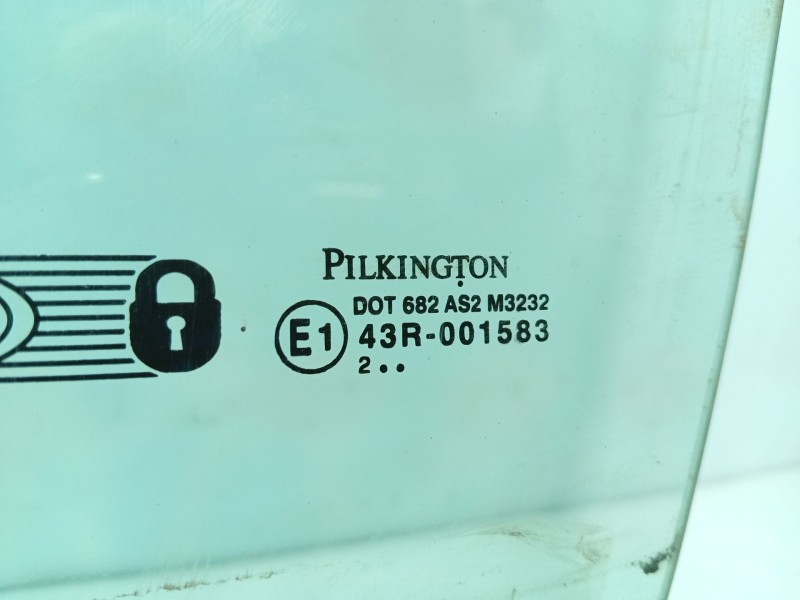 PILKINGTON
DOT 682 AS2 M3232
E1 43R-001583
2 • •